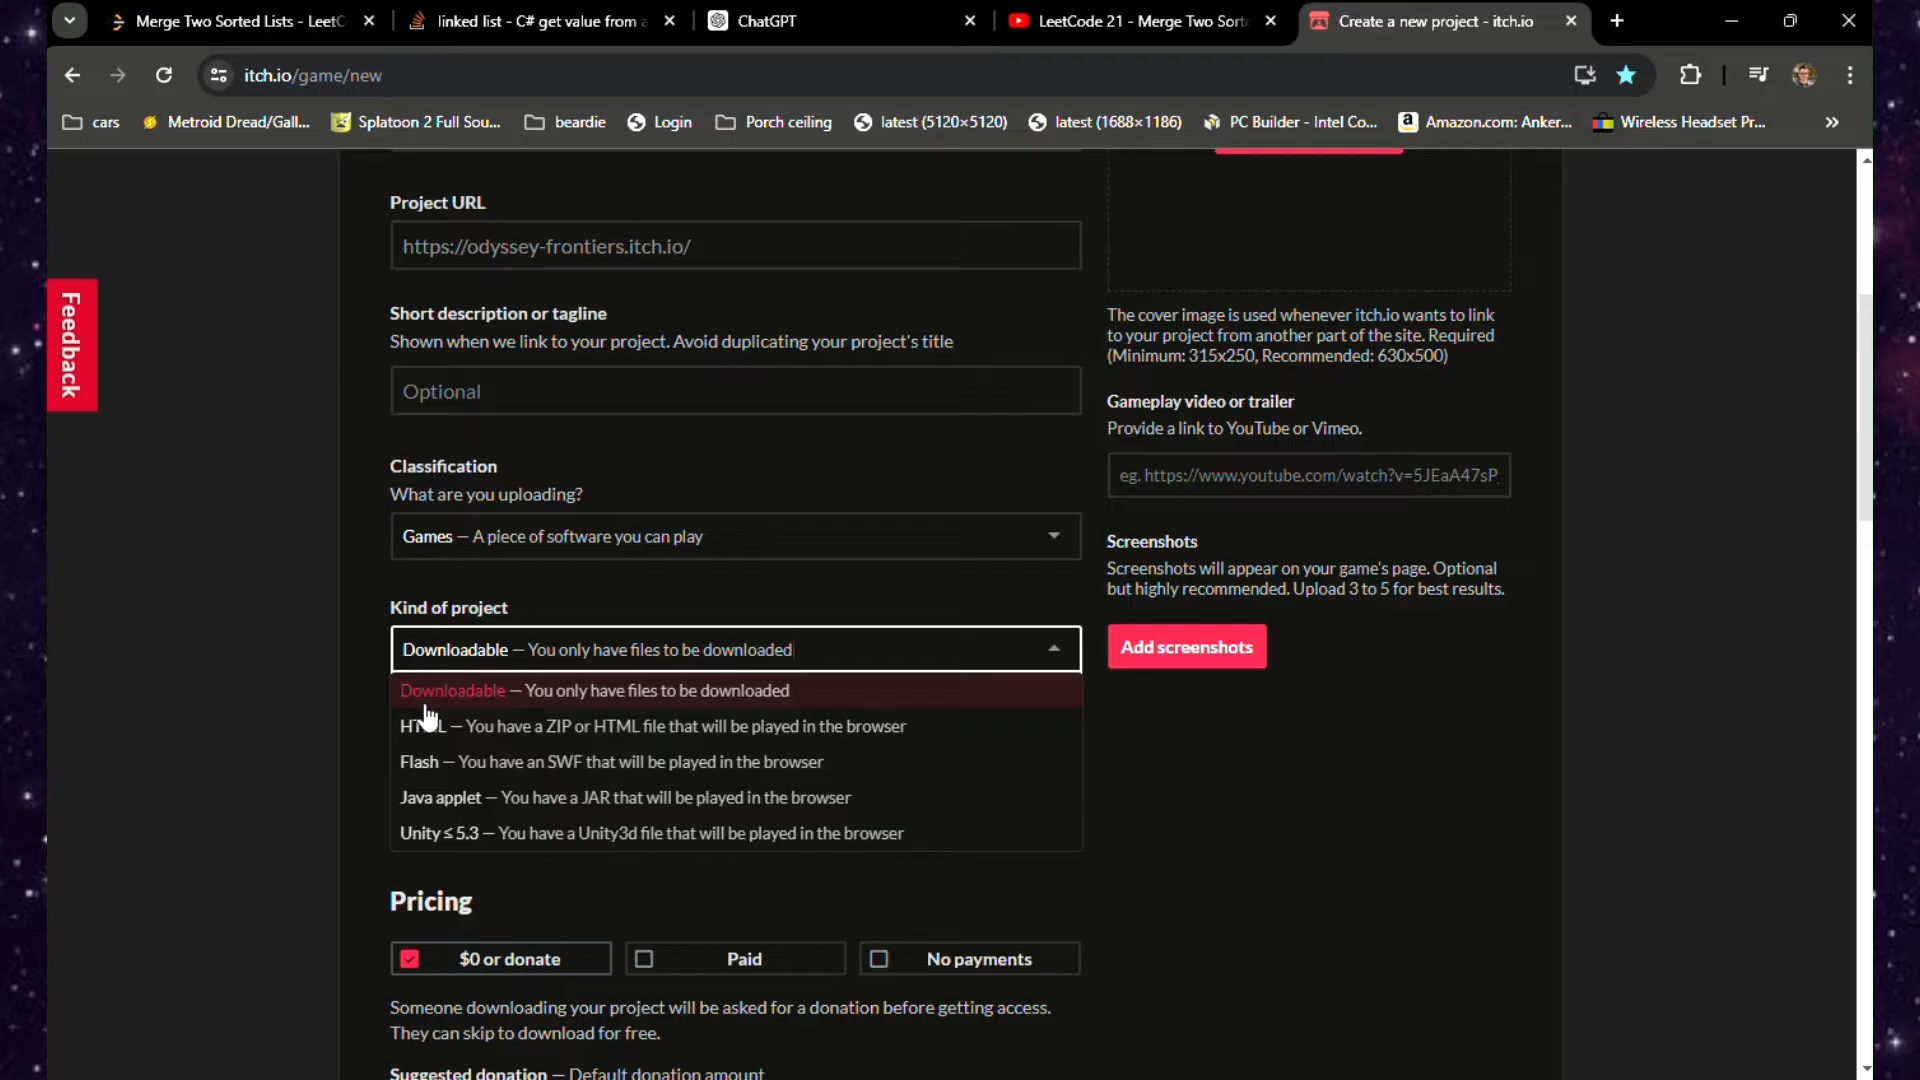 Merge Two Sorted Lists - LeetC
linked list - C# get value from a
ChatGPT
LeetCode 21 - Merge Two Sort
Create a new project - itch.io
itch.io/game/new
cars
Metroid Dread/Gall...
Splatoon 2 Full Sou...
beardie
Login
Porch ceiling
latest (5120×5120)
latest (1688×1186)
PC Builder - Intel Co...
Amazon.com: Anker...
Wireless Headset Pr...
»
Feedback
Project URL
https://odyssey-frontiers.itch.io/
Short description or tagline
Shown when we link to your project. Avoid duplicating your project's title
Optional
Classification
What are you uploading?
Games — A piece of software you can play
Kind of project
Downloadable — You only have files to be downloaded
Downloadable — You only have files to be downloaded
HTML — You have a ZIP or HTML file that will be played in the browser
Flash — You have an SWF that will be played in the browser
Java applet — You have a JAR that will be played in the browser
Unity ≤ 5.3 — You have a Unity3d file that will be played in the browser
Pricing
$0 or donate
Paid
No payments
Someone downloading your project will be asked for a donation before getting access.
They can skip to download for free.
Suggested donation — Default donation amount
The cover image is used whenever itch.io wants to link
to your project from another part of the site. Required
(Minimum: 315x250, Recommended: 630x500)
Gameplay video or trailer
Provide a link to YouTube or Vimeo.
eg. https://www.youtube.com/watch?v=5JEaA47sP
Screenshots
Screenshots will appear on your game's page. Optional
but highly recommended. Upload 3 to 5 for best results.
Add screenshots